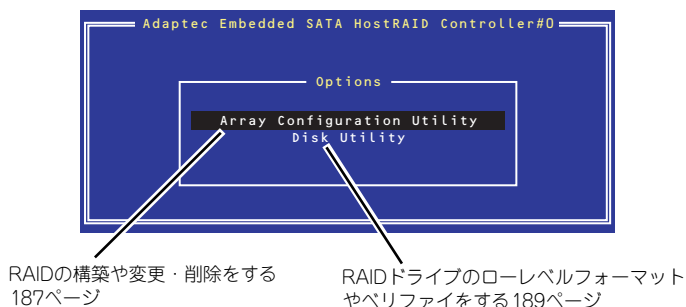 Adaptec Embedded SATA HostRAID Controller#0
Options
Array Configuration Utility
Disk Utility
RAIDの構築や変更・削除をする
187ページ
RAIDドライブのローレベルフォーマット
やベリファイをする189ページ